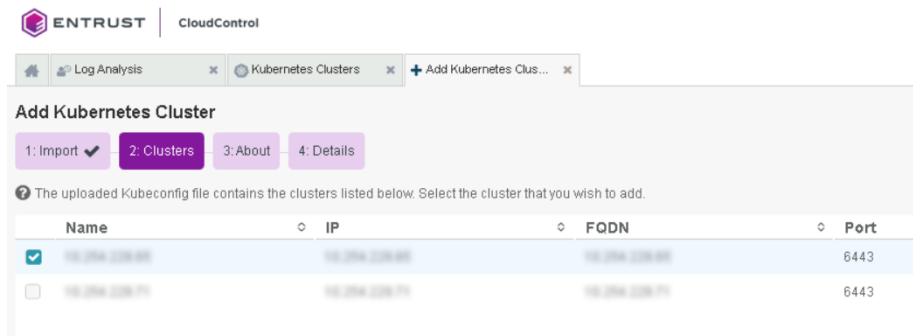 ENTRUST CloudControl
Log Analysis Kubernetes Clusters Add Kubernetes Clus...
Add Kubernetes Cluster
1: Import 2: Clusters 3: About 4: Details
The uploaded Kubeconfig file contains the clusters listed below. Select the cluster that you wish to add.
Name IP FQDN Port
6443
6443